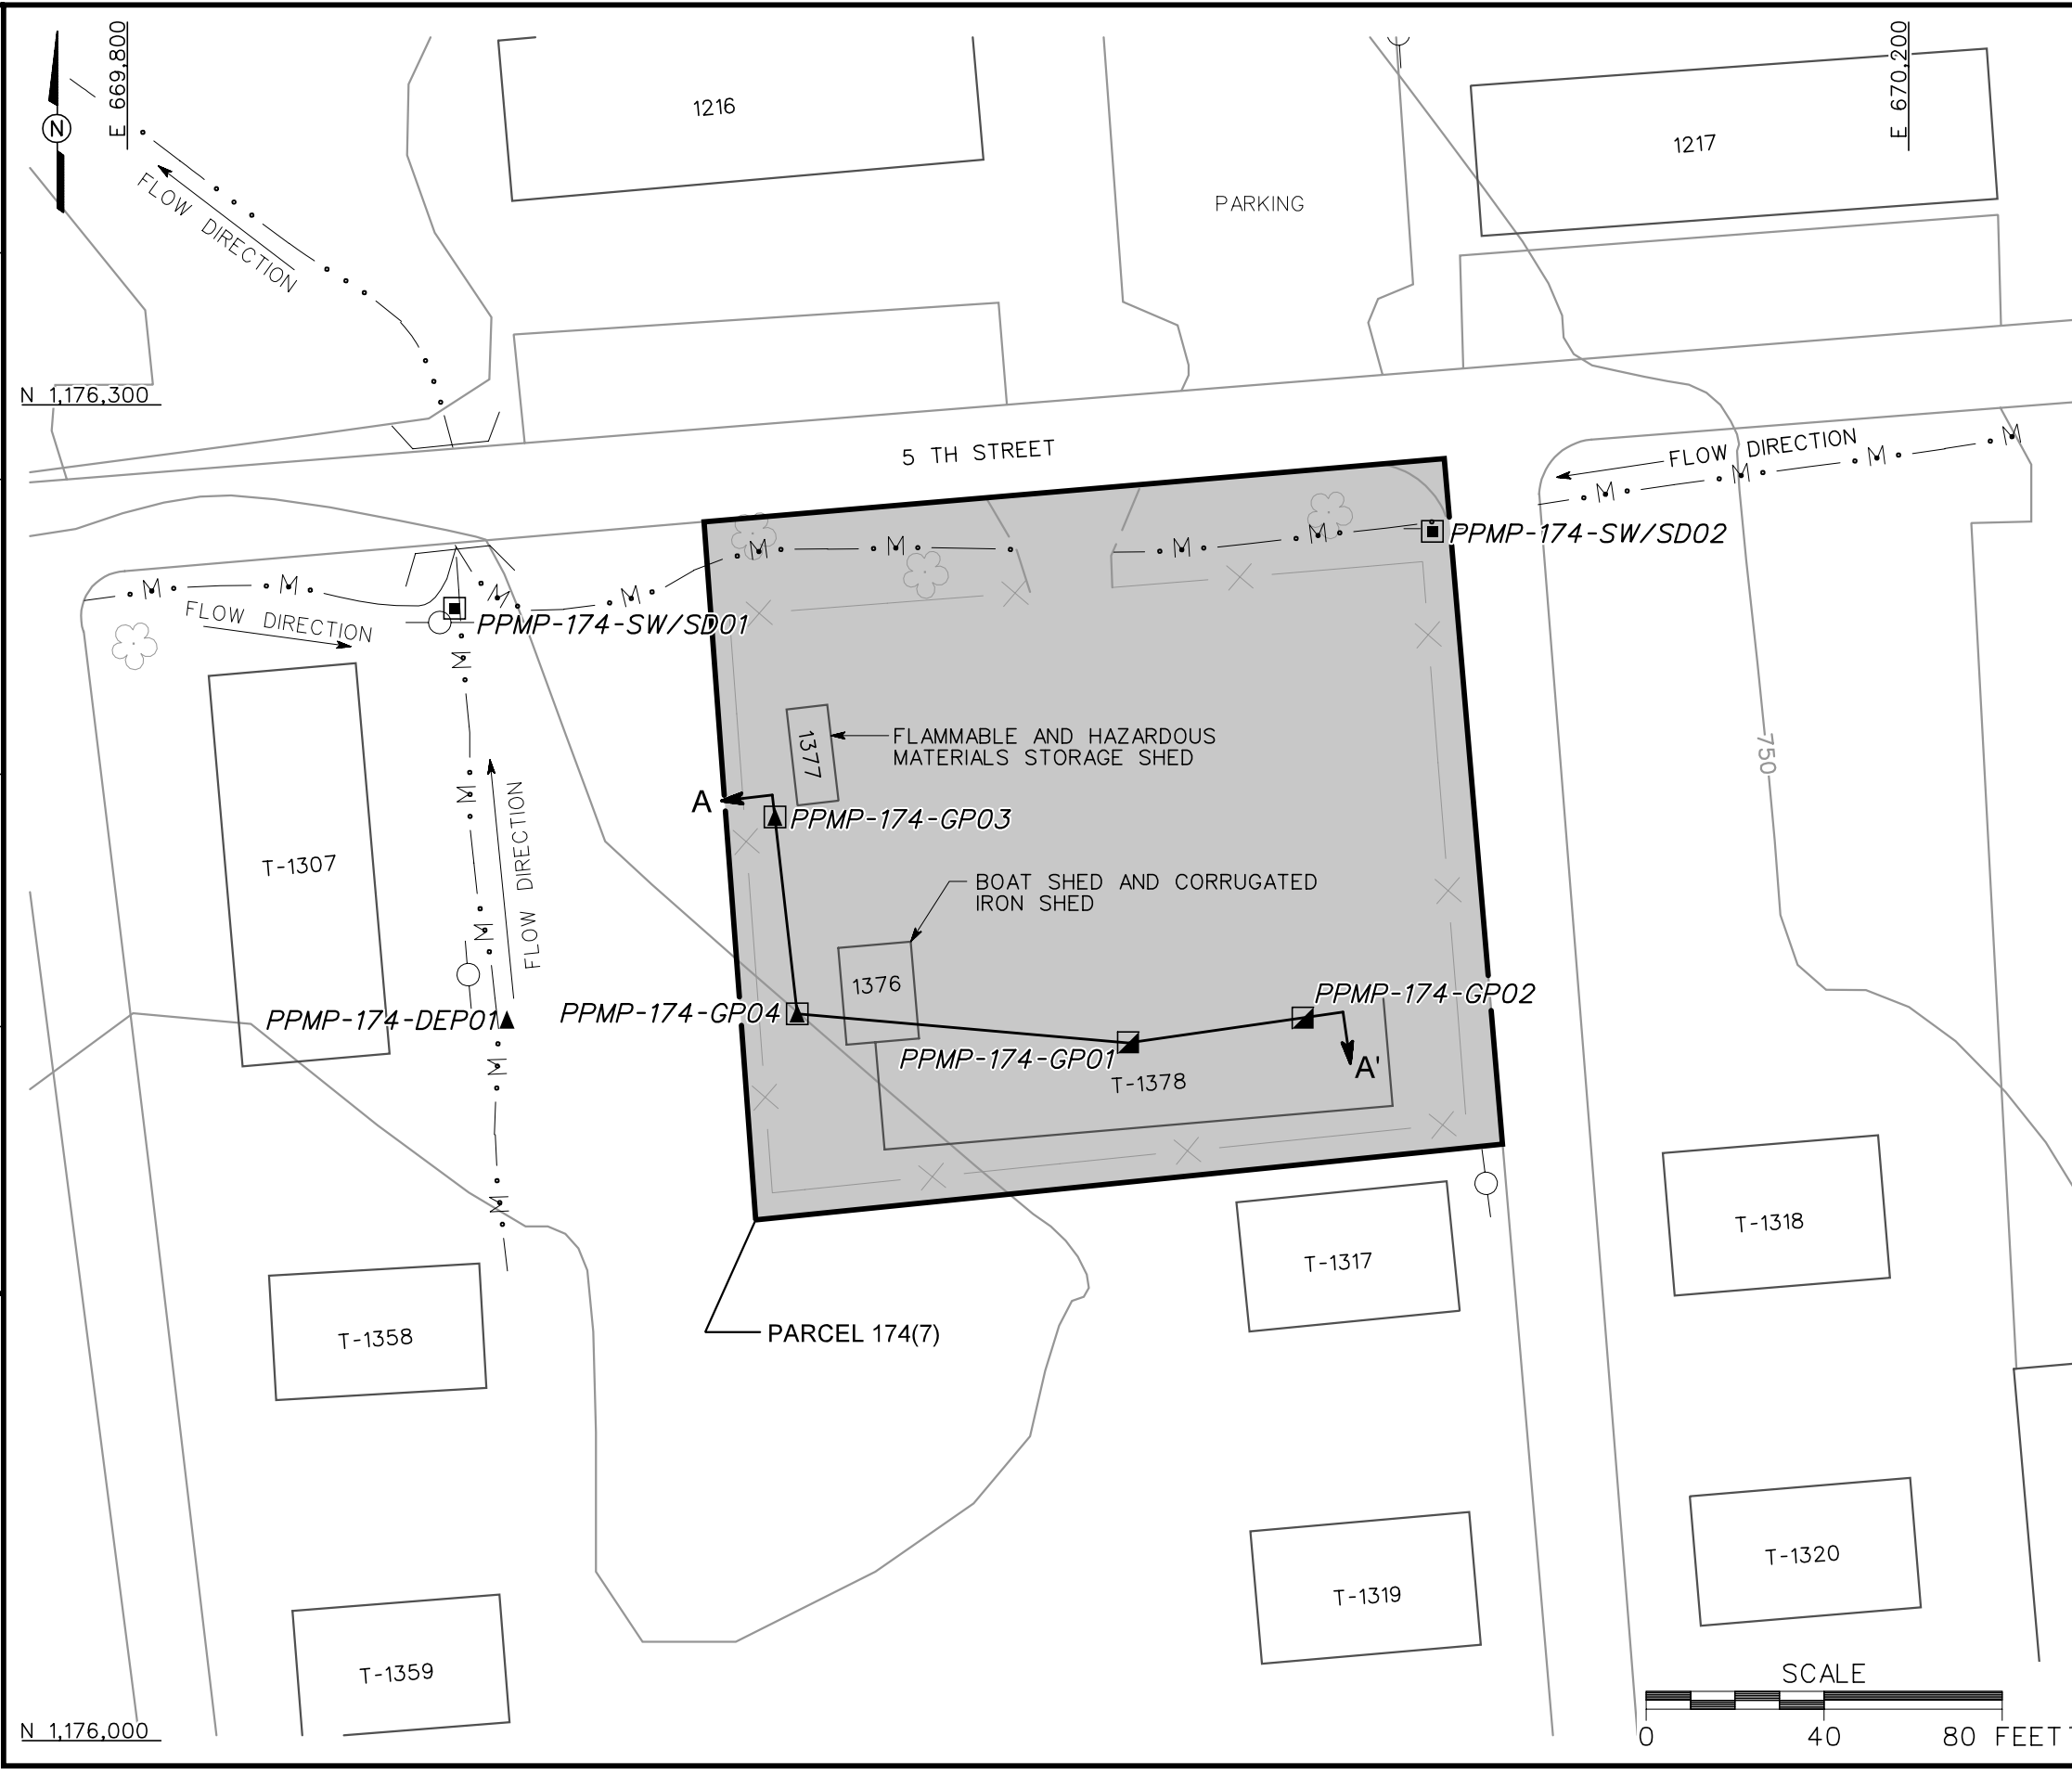 E 669,800
E 670,200
N
1216
1217
PARKING
FLOW DIRECTION
N 1,176,300
5 TH STREET
FLOW DIRECTION
M M M M
PPMP-174-SW/SD02
M M M M
M M M M
FLOW DIRECTION
PPMP-174-SW/SD01
M
1377
FLAMMABLE AND HAZARDOUS
MATERIALS STORAGE SHED
750
A
PPMP-174-GP03
M
FLOW DIRECTION
T-1307
BOAT SHED AND CORRUGATED
IRON SHED
M
1376
PPMP-174-GP02
PPMP-174-DEP01
PPMP-174-GP04
PPMP-174-GP01
A'
M
T-1378
M
T-1318
T-1317
PARCEL 174(7)
T-1358
T-1320
T-1319
T-1359
SCALE
N 1,176,000
0 40 80 FEET